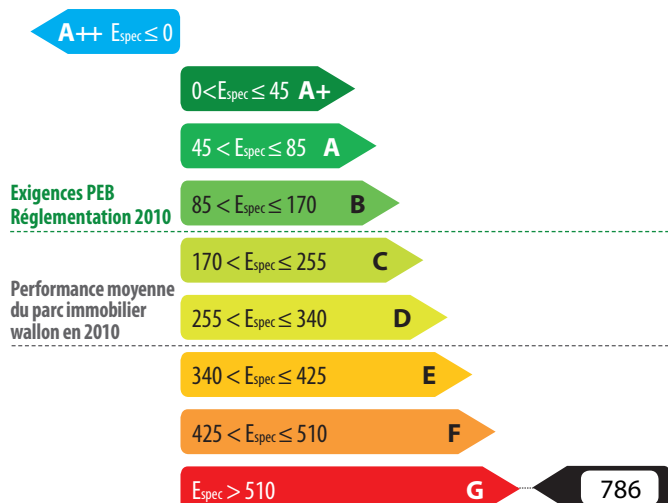 A++ Espec ≤ 0
0<Espec ≤ 45 A+
45 < Espec ≤ 85 A
Exigences PEB
Réglementation 2010
85 < Espec ≤ 170 B
170 < Espec ≤ 255 C
Performance moyenne
du parc immobilier
wallon en 2010
255 < Espec ≤ 340 D
340 < Espec ≤ 425 E
425 < Espec ≤ 510 F
Espec > 510 G 786